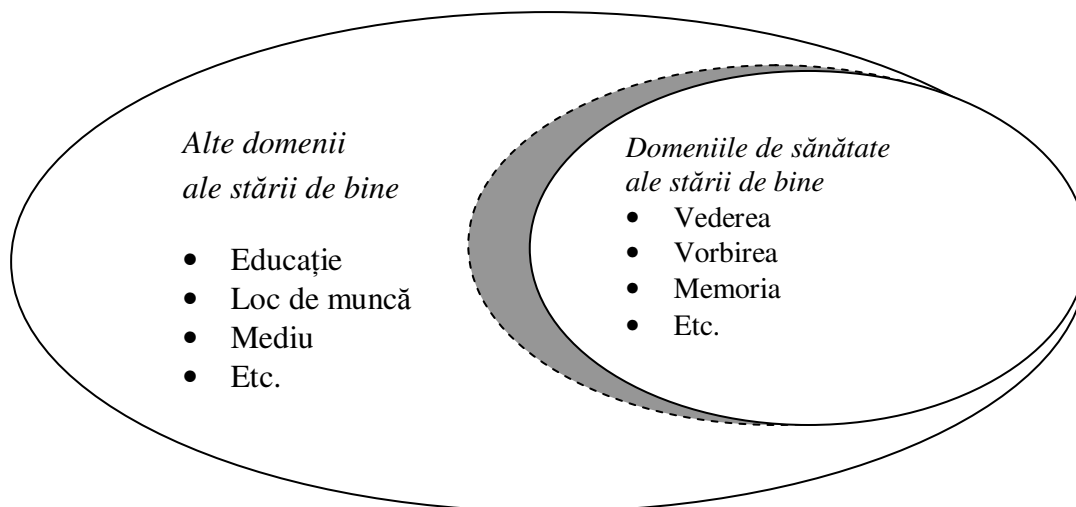 Alte domenii
ale stării de bine
• Educație
• Loc de muncă
• Mediu
• Etc.
Domeniile de sănătate
ale stării de bine
• Vederea
• Vorbirea
• Memoria
• Etc.